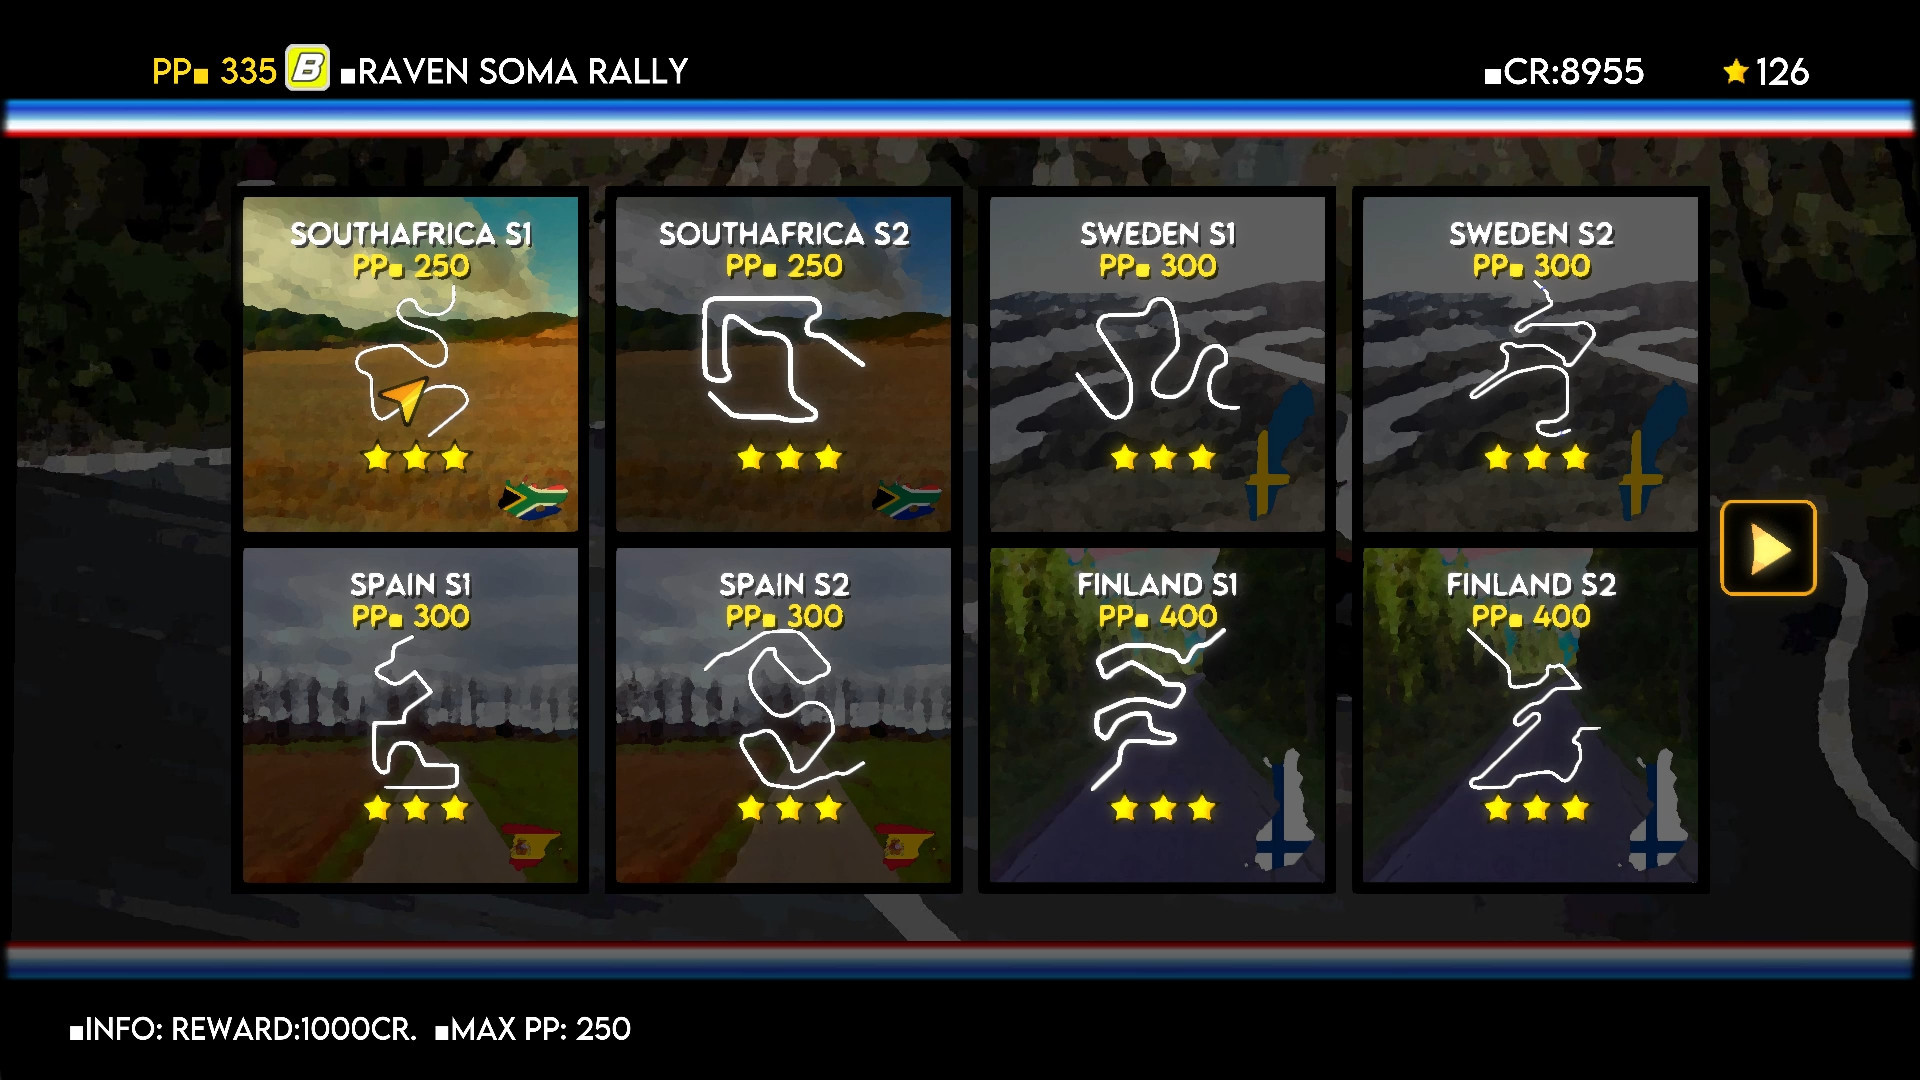 PP■ 335 B ■RAVEN SOMA RALLY
■CR:8955 126
SOUTHAFRICA S1
PP■ 250
SOUTHAFRICA S2
PP■ 250
SWEDEN S1
PP■ 300
SWEDEN S2
PP■ 300
SPAIN S1
PP■ 300
SPAIN S2
PP■ 300
FINLAND S1
PP■ 400
FINLAND S2
PP■ 400
■INFO: REWARD:1000CR. ■MAX PP: 250